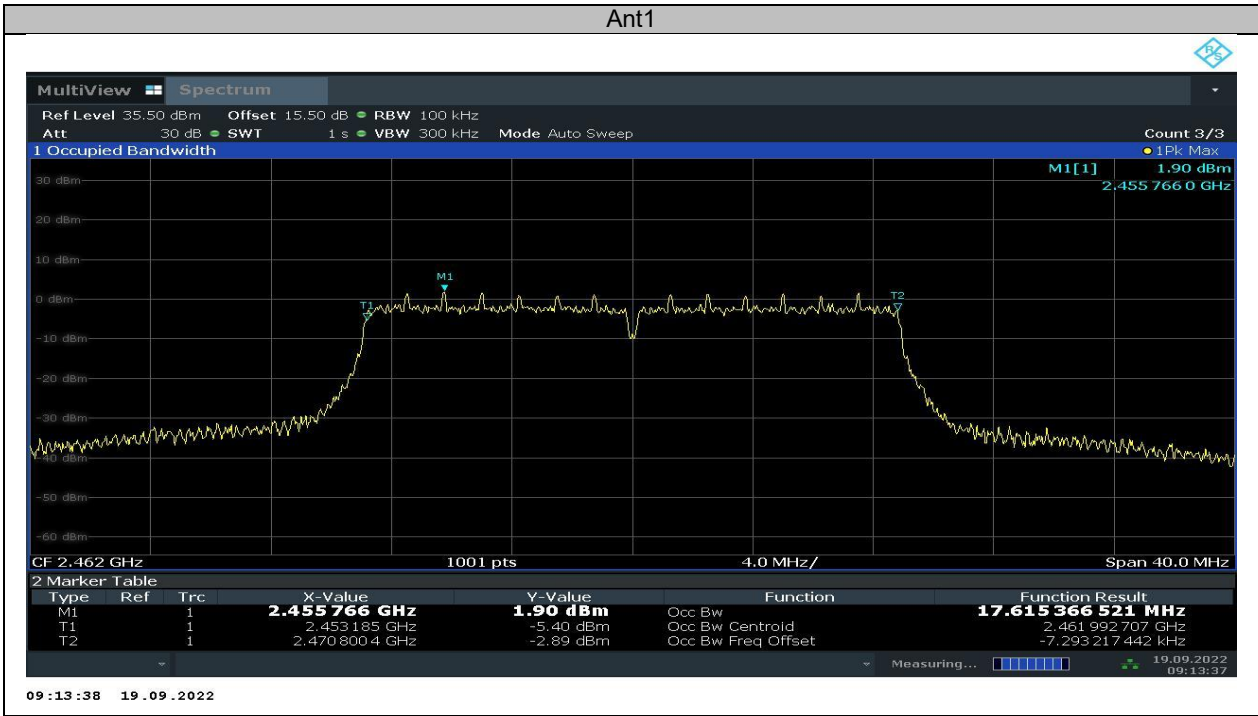 Ant1
R/S
MultiView Spectrum
Ref Level 35.50 dBm Offset 15.50 dB RBW 100 kHz
Att 30 dB SWT 1 s VBW 300 kHz Mode Auto Sweep Count 3/3
1 Occupied Bandwidth 1Pk Max
M1[1] 1.90 dBm
2.455 766 0 GHz
30 dBm
20 dBm
10 dBm
M1
0 dBm
T1 T2
-10 dBm
-20 dBm
-30 dBm
-40 dBm
-50 dBm
-60 dBm
CF 2.462 GHz 1001 pts 4.0 MHz/ Span 40.0 MHz
2 Marker Table
Type Ref Trc X-Value Y-Value Function Function Result
M1 1 2.455 766 GHz 1.90 dBm Occ Bw 17.615 366 521 MHz
T1 1 2.453 185 GHz -5.40 dBm Occ Bw Centroid 2.461 992 707 GHz
T2 1 2.470 800 4 GHz -2.89 dBm Occ Bw Freq Offset -7.293 217 442 kHz
Measuring... 19.09.2022
09:13:37
09:13:38 19.09.2022